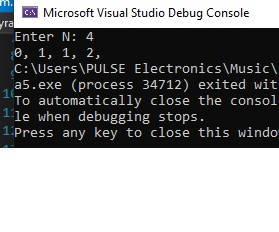 Microsoft Visual Studio Debug Console
Enter N: 4
0, 1, 1, 2,
C:\Users\PULSE Electronics\Music\
a5.exe (process 34712) exited wit
To automatically close the consol
le when debugging stops.
Press any key to close this windo